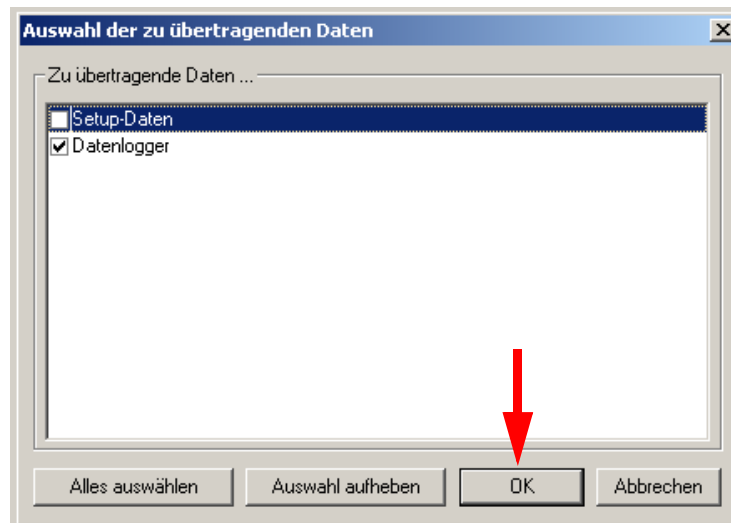 Auswahl der zu übertragenden Daten
Zu übertragende Daten ...
Setup-Daten
Datenlogger
Alles auswählen
Auswahl aufheben
OK
Abbrechen